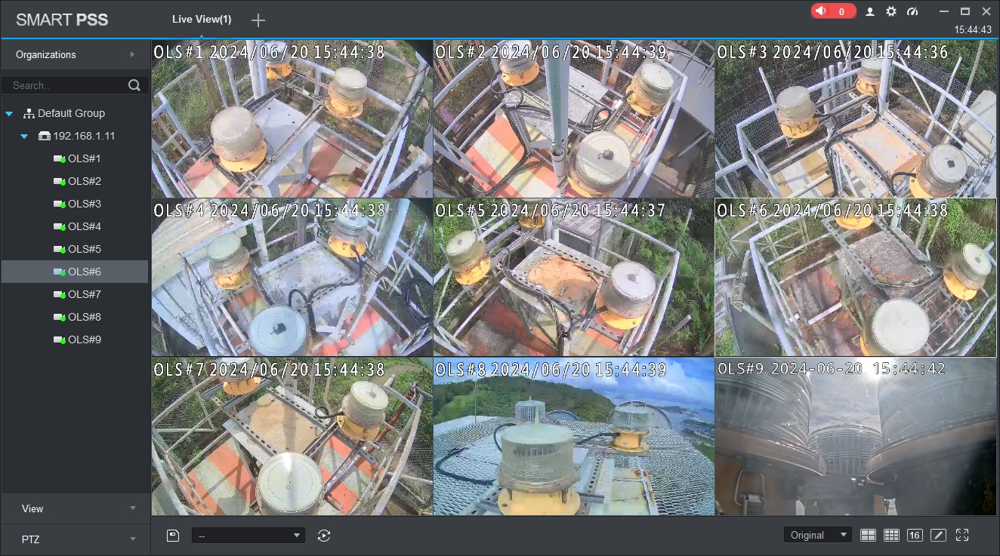 SMART PSS
Live View(1)
0
15:44:43
Organizations
Search..
Default Group
192.168.1.11
OLS#1
OLS#2
OLS#3
OLS#4
OLS#5
OLS#6
OLS#7
OLS#8
OLS#9
View
PTZ
OLS#1 2024/06/20 15:44:38
OLS#2 2024/06/20 15:44:39
OLS#3 2024/06/20 15:44:36
OLS#4 2024/06/20 15:44:38
OLS#5 2024/06/20 15:44:37
OLS#6 2024/06/20 15:44:38
OLS#7 2024/06/20 15:44:38
OLS#8 2024/06/20 15:44:39
OLS#9 2024-06-20 15:44:42
--
Original
16